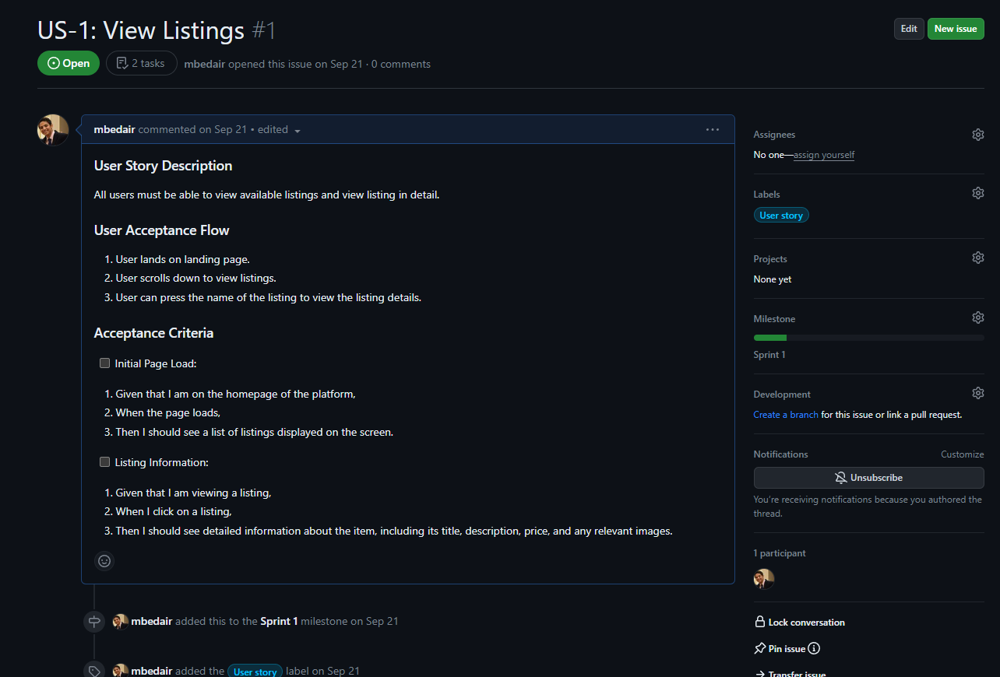 US-1: View Listings #1
Edit
New issue
Open
2 tasks
mbedair opened this issue on Sep 21 · 0 comments
mbedair commented on Sep 21 • edited
User Story Description
All users must be able to view available listings and view listing in detail.
User Acceptance Flow
1. User lands on landing page.
2. User scrolls down to view listings.
3. User can press the name of the listing to view the listing details.
Acceptance Criteria
Initial Page Load:
1. Given that I am on the homepage of the platform,
2. When the page loads,
3. Then I should see a list of listings displayed on the screen.
Listing Information:
1. Given that I am viewing a listing,
2. When I click on a listing,
3. Then I should see detailed information about the item, including its title, description, price, and any relevant images.
mbedair added this to the Sprint 1 milestone on Sep 21
mbedair added the User story label on Sep 21
Assignees
No one—assign yourself
Labels
User story
Projects
None yet
Milestone
Sprint 1
Development
Create a branch for this issue or link a pull request.
Notifications
Customize
Unsubscribe
You're receiving notifications because you authored the
thread.
1 participant
Lock conversation
Pin issue
Transfer issue